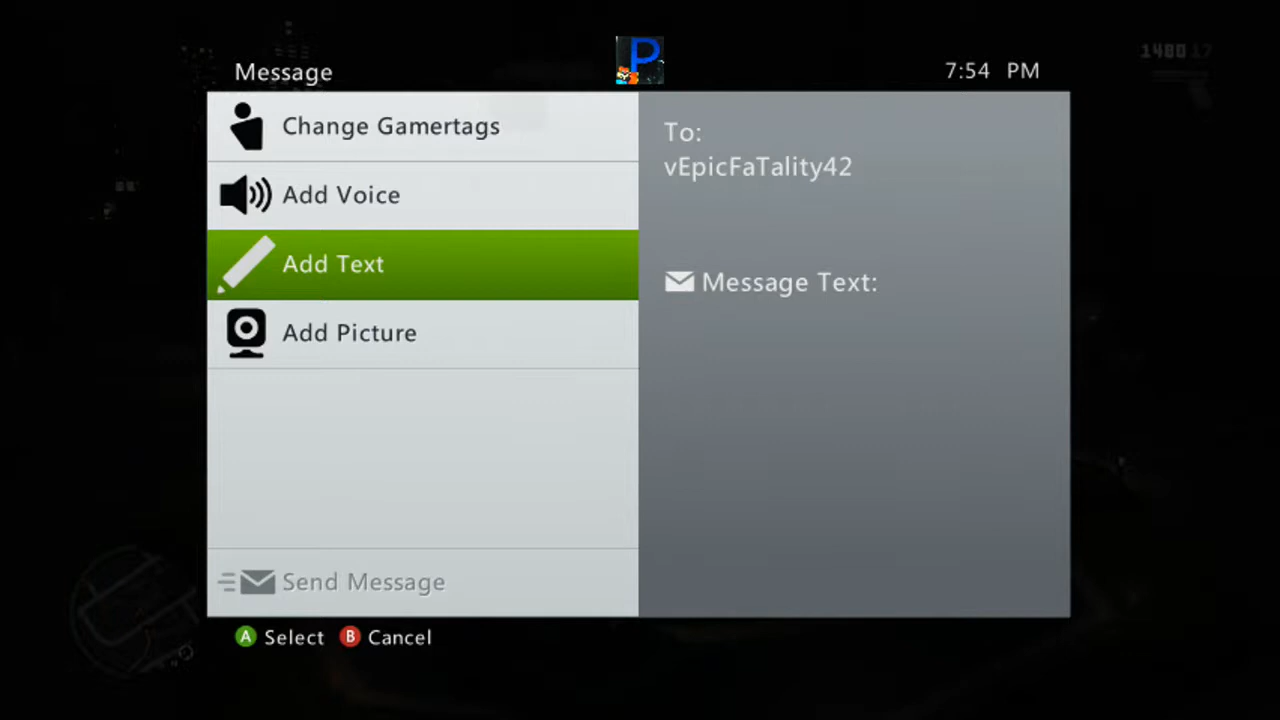 Message
P
7:54 PM
Change Gamertags
Add Voice
Add Text
Add Picture
Send Message
To:
vEpicFaTality42
Message Text:
A Select B Cancel